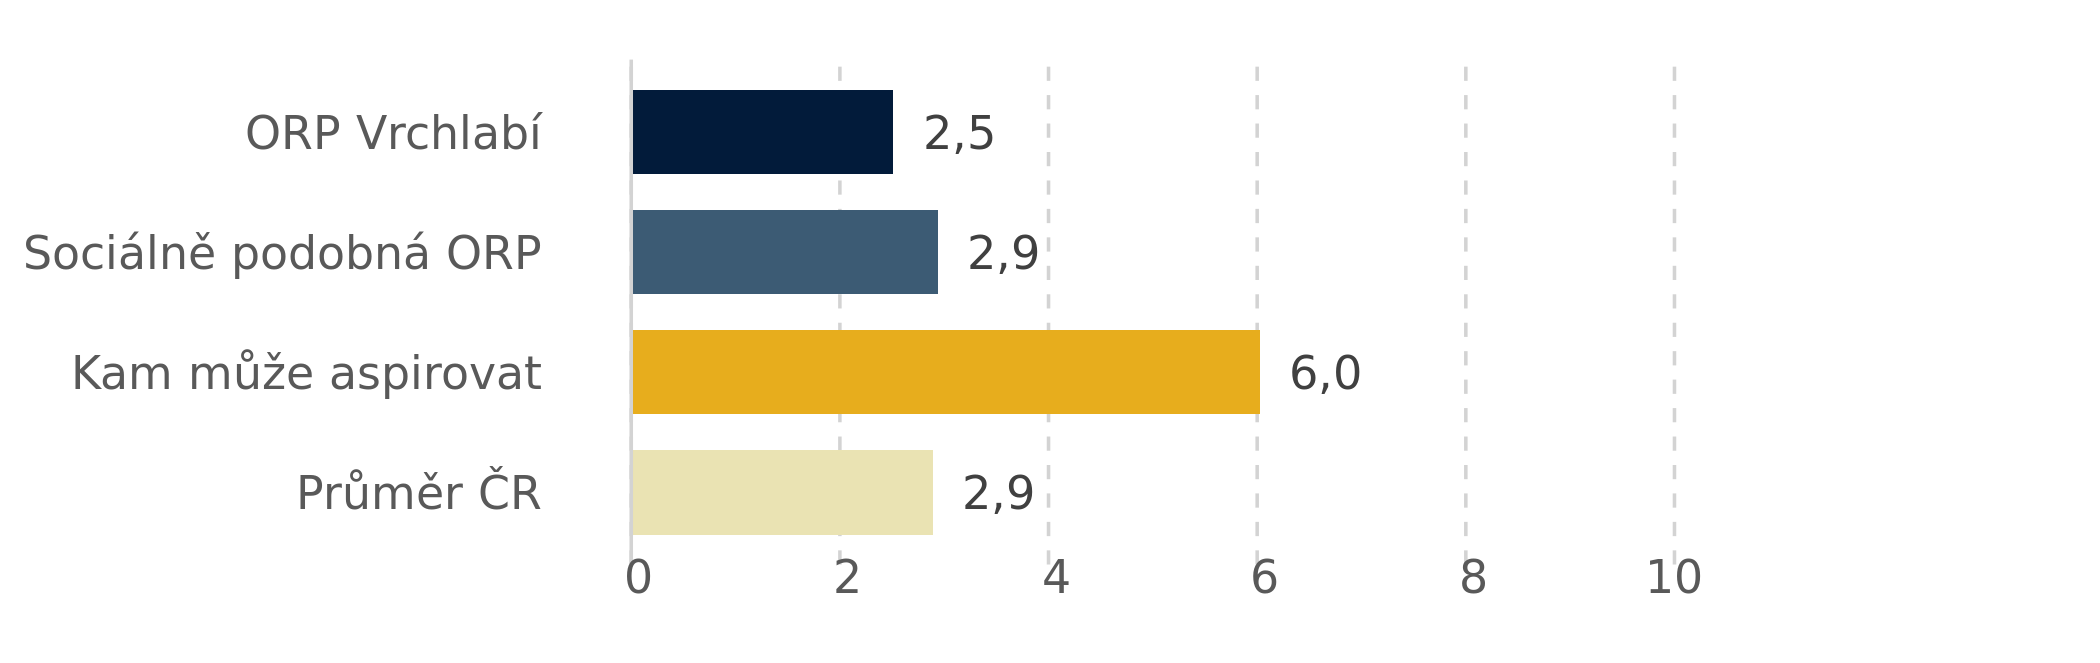 ORP Vrchlabí 2,5
Sociálně podobná ORP 2,9
Kam může aspirovat 6,0
Průměr ČR 2,9
0 2 4 6 8 10